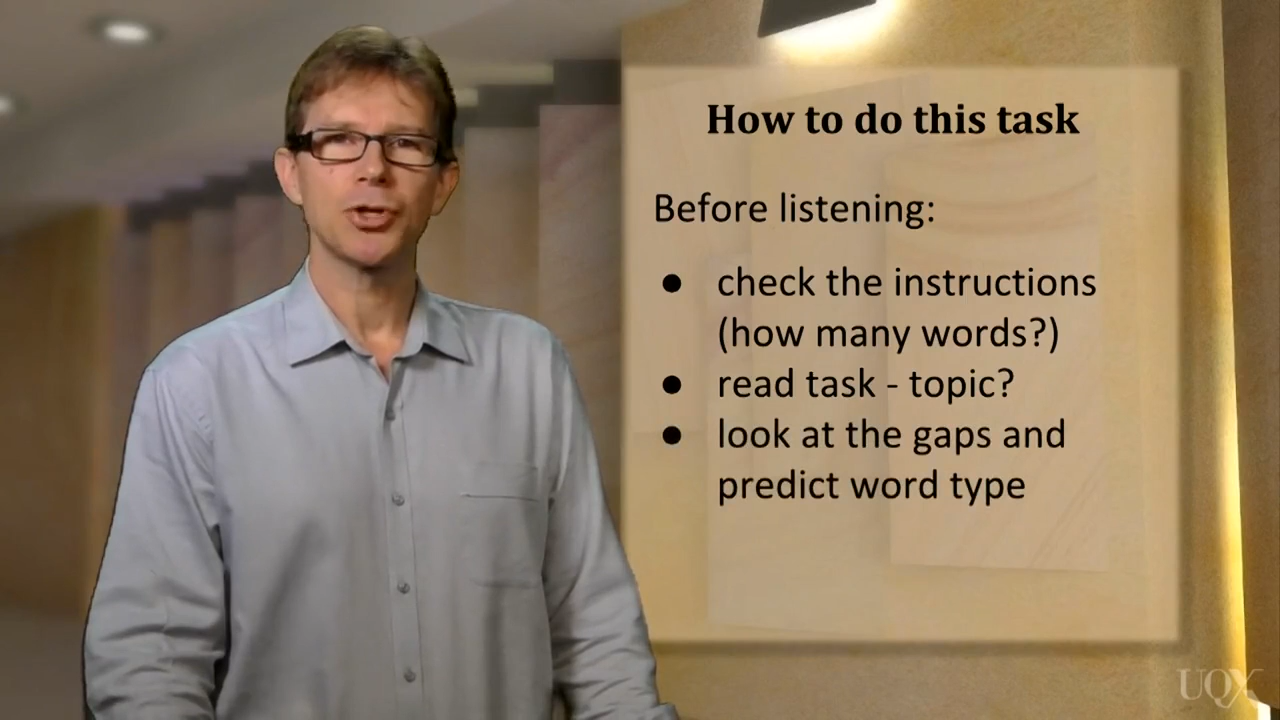 How to do this task
Before listening:
● check the instructions
(how many words?)
● read task - topic?
● look at the gaps and
predict word type
UQX